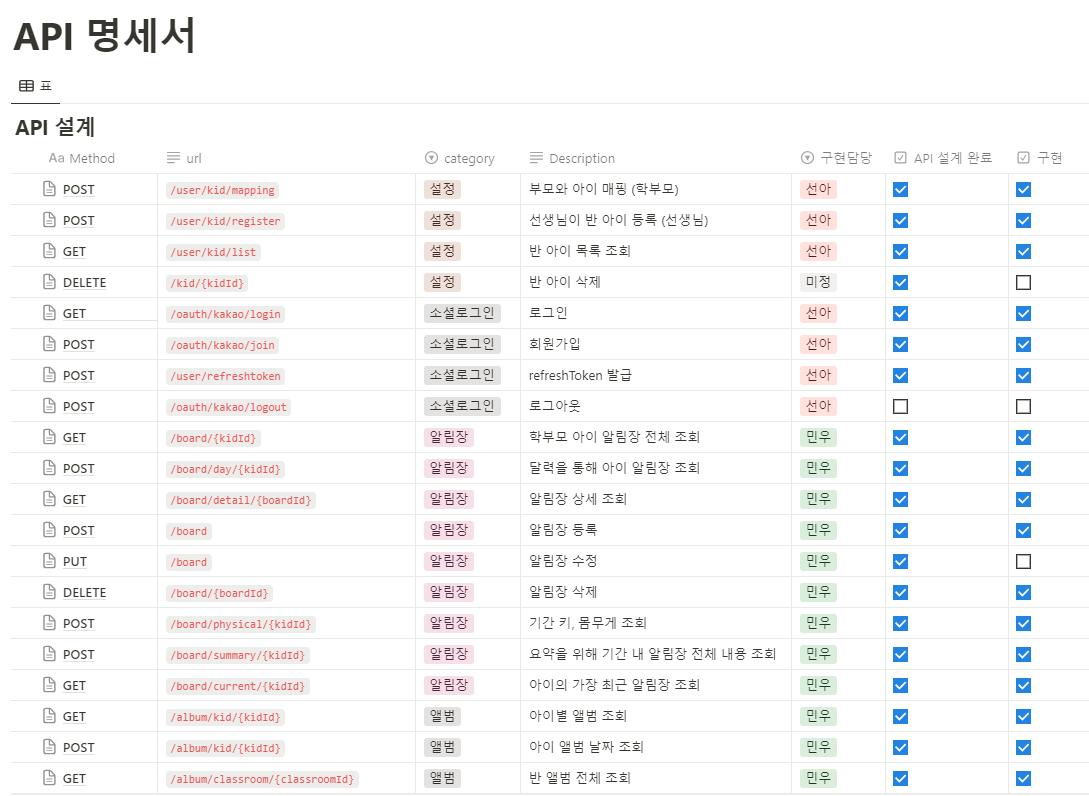 API 명세서
표
API 설계
Aa Method url category Description 구현담당 API 설계 완료 구현
POST /user/kid/mapping 설정 부모와 아이 매핑 (학부모) 선아
POST /user/kid/register 설정 선생님이 반 아이 등록 (선생님) 선아
GET /user/kid/list 설정 반 아이 목록 조회 선아
DELETE /kid/{kidId} 설정 반 아이 삭제 미정
GET /oauth/kakao/login 소셜로그인 로그인 선아
POST /oauth/kakao/join 소셜로그인 회원가입 선아
POST /user/refreshtoken 소셜로그인 refreshToken 발급 선아
POST /oauth/kakao/logout 소셜로그인 로그아웃 선아
GET /board/{kidId} 알림장 학부모 아이 알림장 전체 조회 민우
POST /board/day/{kidId} 알림장 달력을 통해 아이 알림장 조회 민우
GET /board/detail/{boardId} 알림장 알림장 상세 조회 민우
POST /board 알림장 알림장 등록 민우
PUT /board 알림장 알림장 수정 민우
DELETE /board/{boardId} 알림장 알림장 삭제 민우
POST /board/physical/{kidId} 알림장 기간 키, 몸무게 조회 민우
POST /board/summary/{kidId} 알림장 요약을 위해 기간 내 알림장 전체 내용 조회 민우
GET /board/current/{kidId} 알림장 아이의 가장 최근 알림장 조회 민우
GET /album/kid/{kidId} 앨범 아이별 앨범 조회 민우
POST /album/kid/{kidId} 앨범 아이 앨범 날짜 조회 민우
GET /album/classroom/{classroomId} 앨범 반 앨범 전체 조회 민우